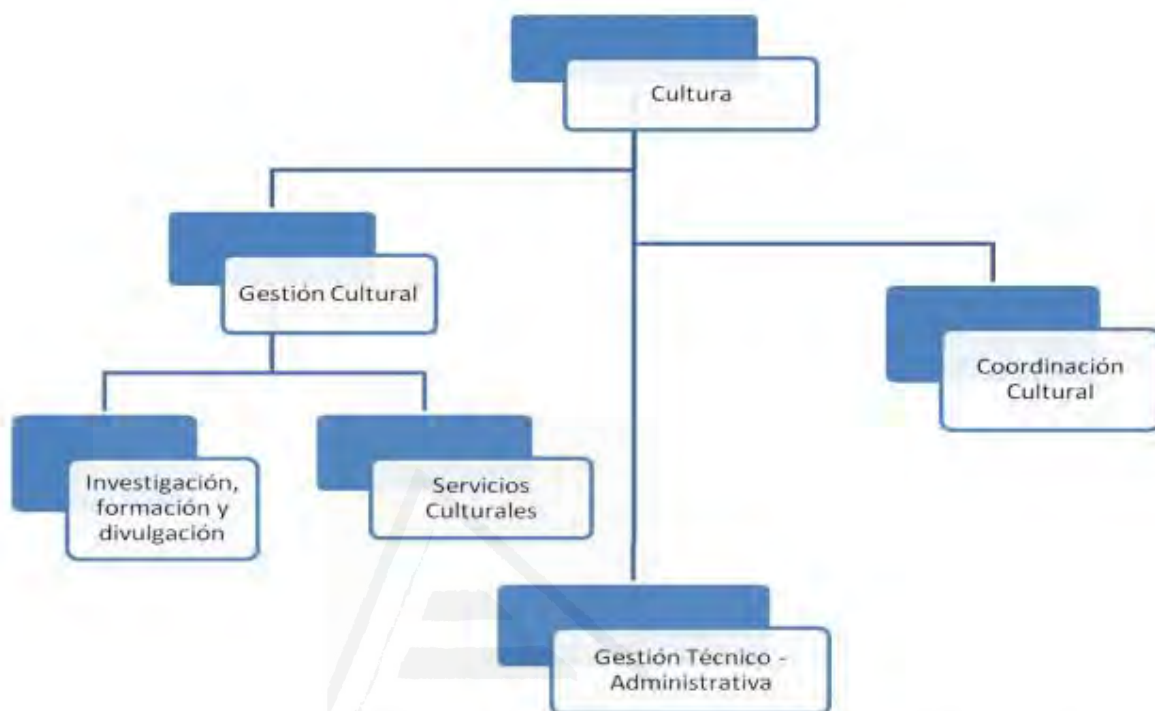 Cultura
Gestión Cultural
Coordinación
Cultural
Investigación,
formación y
divulgación
Servicios
Culturales
Gestión Técnico -
Administrativa